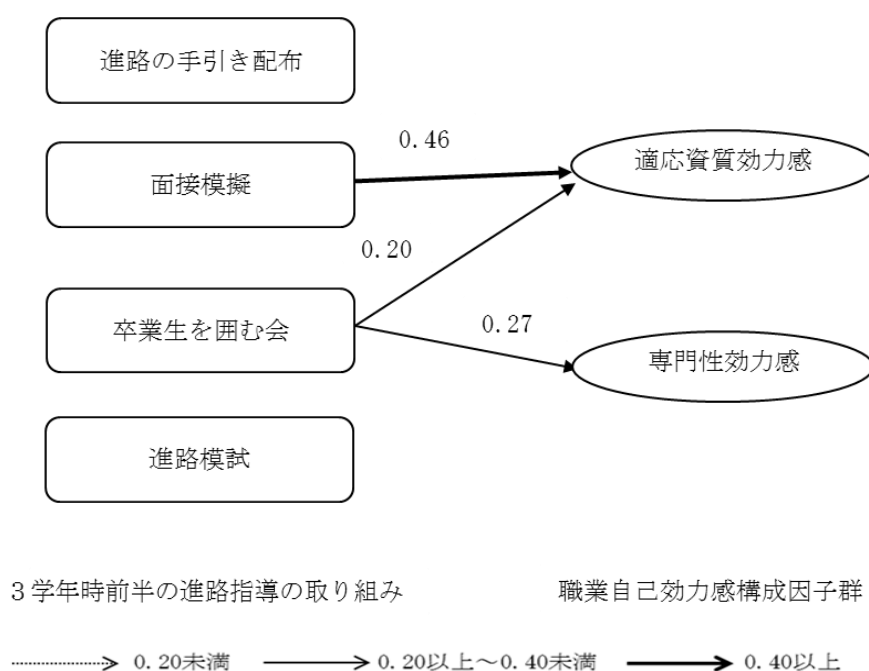 進路の手引き配布
面接模擬
0.46
適応資質効力感
0.20
卒業生を囲む会
0.27
専門性効力感
進路模試
3学年時前半の進路指導の取り組み
職業自己効力感構成因子群
0.20未満
0.20以上～0.40未満
0.40以上